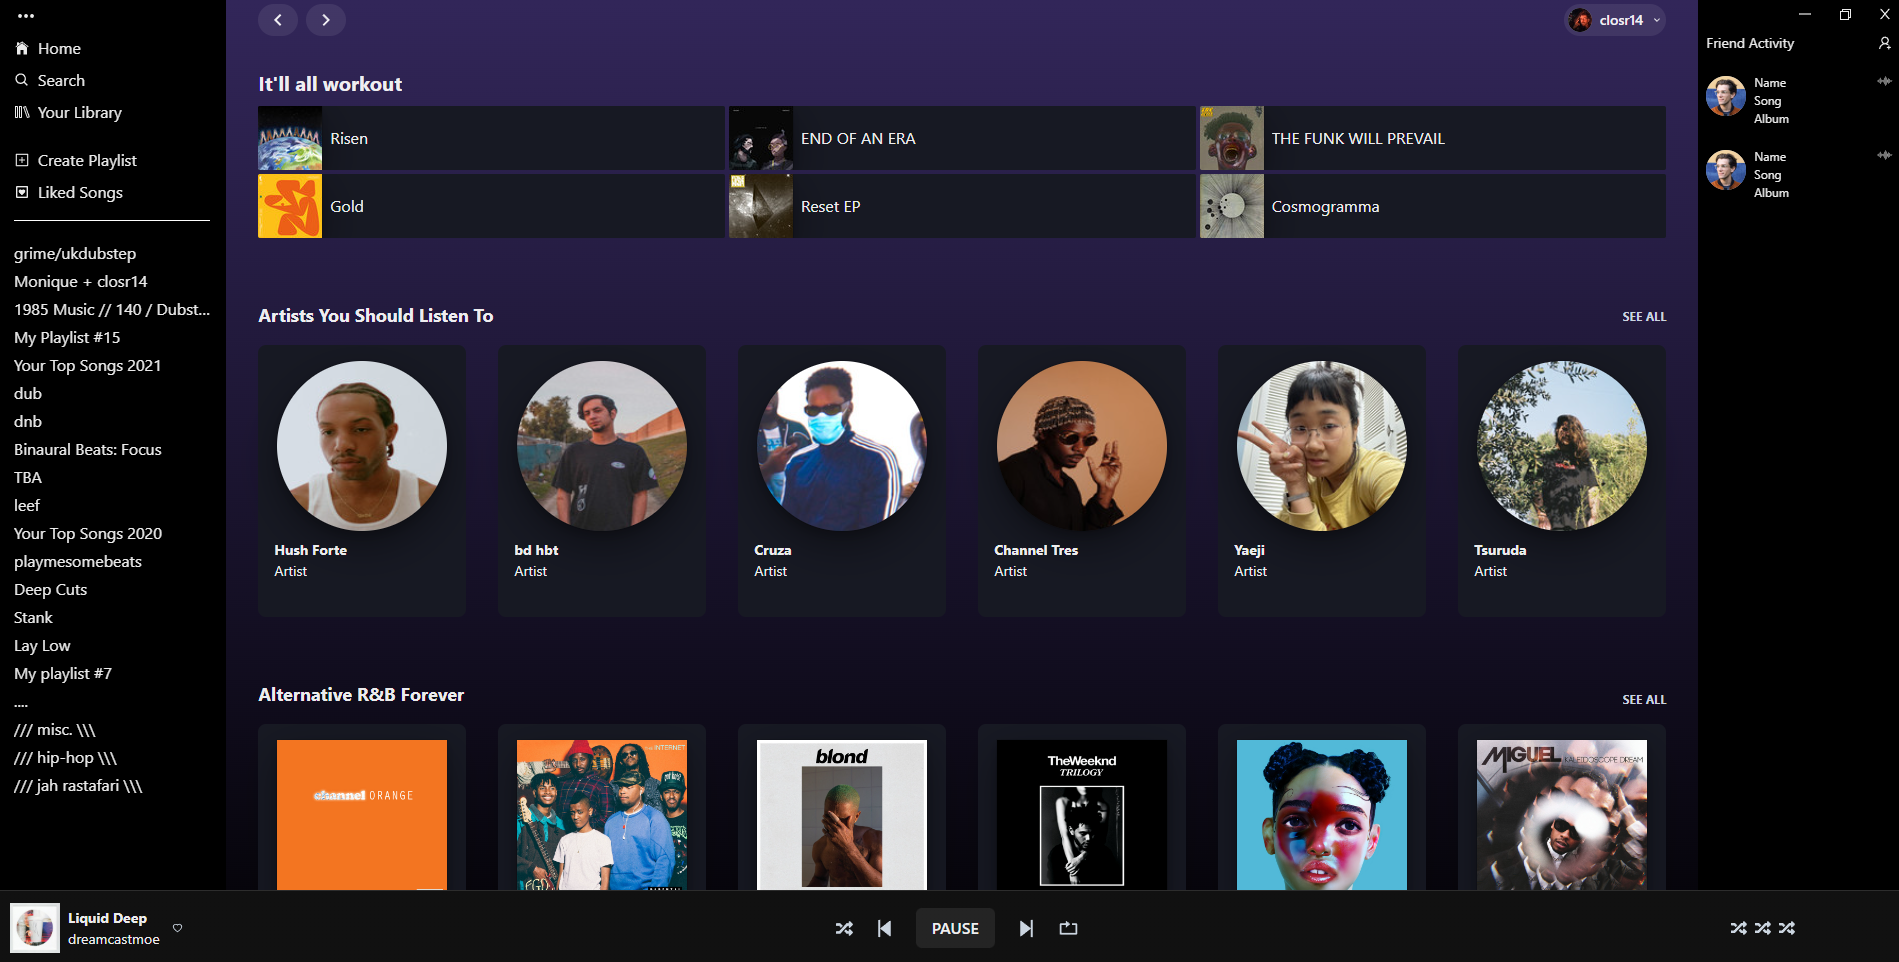 Home
Search
Your Library
Create Playlist
Liked Songs
grime/ukdubstep
Monique + closr14
1985 Music // 140 / Dubst...
My Playlist #15
Your Top Songs 2021
dub
dnb
Binaural Beats: Focus
TBA
leef
Your Top Songs 2020
playmesomebeats
Deep Cuts
Stank
Lay Low
My playlist #7
....
/// misc. \\\
/// hip-hop \\\
/// jah rastafari \\\
closr14
It'll all workout
Risen
END OF AN ERA
THE FUNK WILL PREVAIL
Gold
Reset EP
Cosmogramma
Artists You Should Listen To
SEE ALL
Hush Forte
Artist
bd hbt
Artist
Cruza
Artist
Channel Tres
Artist
Yaeji
Artist
Tsuruda
Artist
Alternative R&B Forever
SEE ALL
channel ORANGE
INTERNET
blond
TheWeeknd
TRILOGY
MIGUEL
KALEIDOSCOPE DREAM
Friend Activity
Name
Song
Album
Name
Song
Album
Liquid Deep
dreamcastmoe
PAUSE